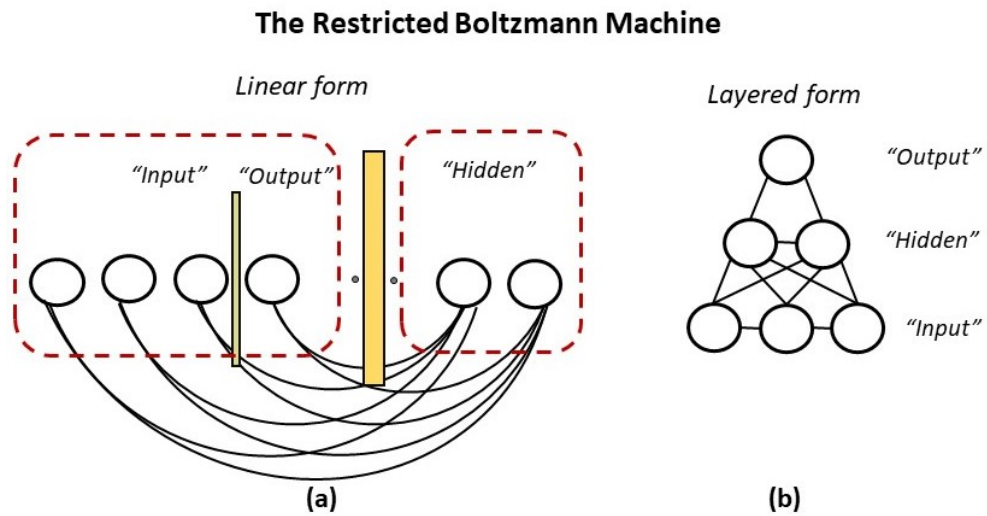 The Restricted Boltzmann Machine
Linear form
“Input” “Output”
“Hidden”
(a)
Layered form
“Output”
“Hidden”
“Input”
(b)